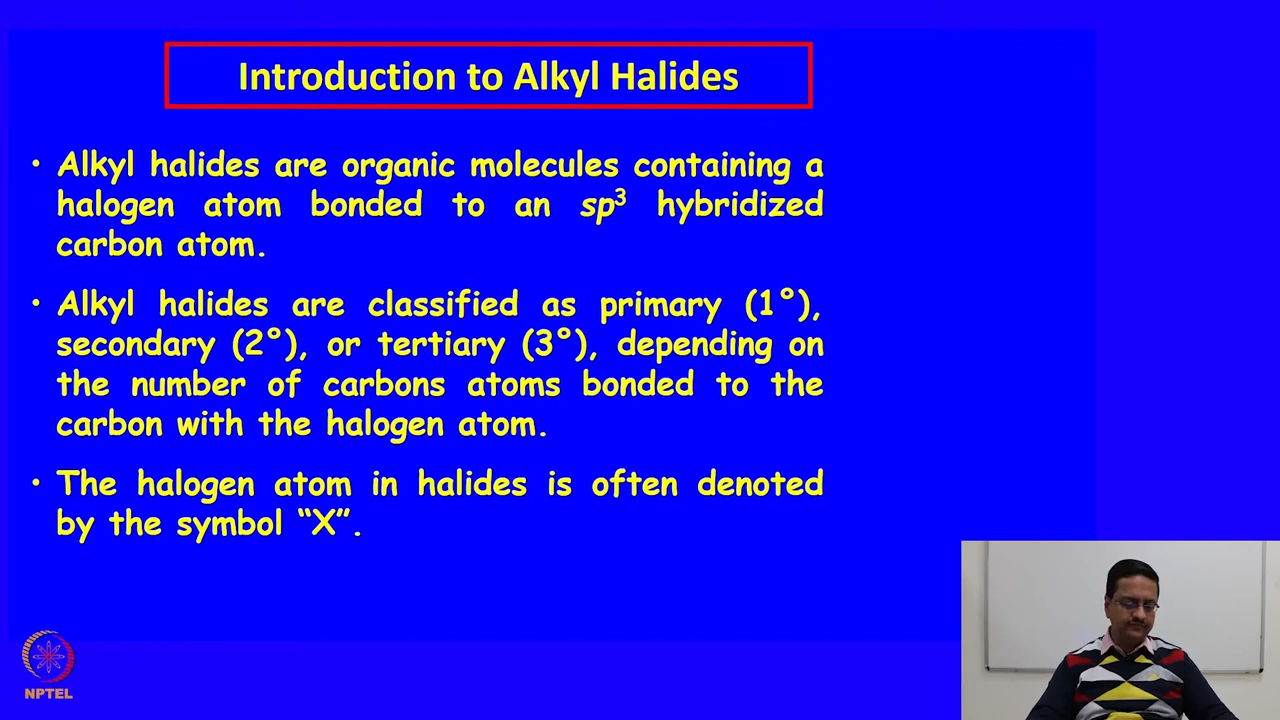 Introduction to Alkyl Halides
• Alkyl halides are organic molecules containing a
halogen atom bonded to an sp³ hybridized
carbon atom.
• Alkyl halides are classified as primary (1°),
secondary (2°), or tertiary (3°), depending on
the number of carbons atoms bonded to the
carbon with the halogen atom.
• The halogen atom in halides is often denoted
by the symbol “X”.
NPTEL